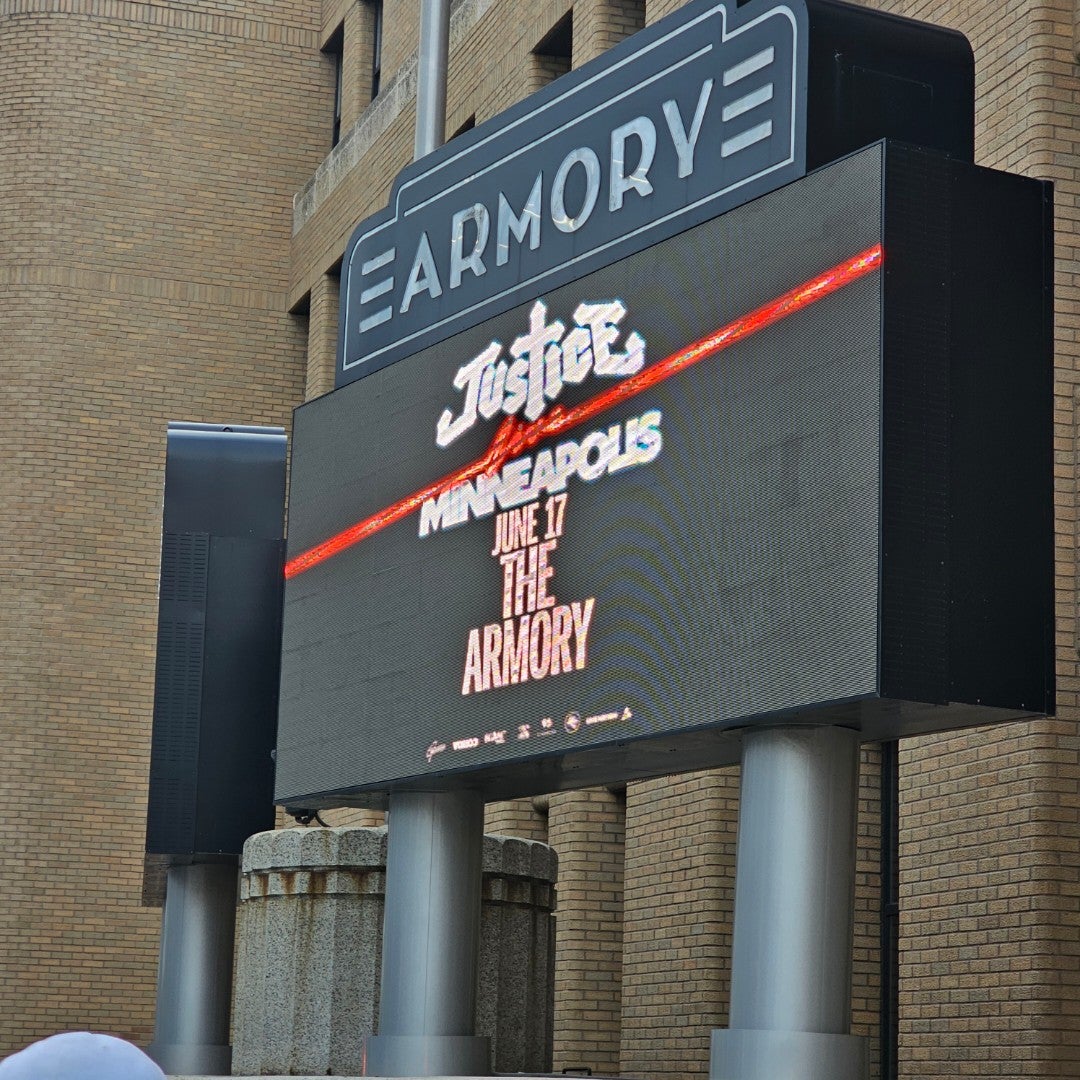 ARMORY
JUSTICE
Live
MINNEAPOLIS
JUNE 17
THE
ARMORY